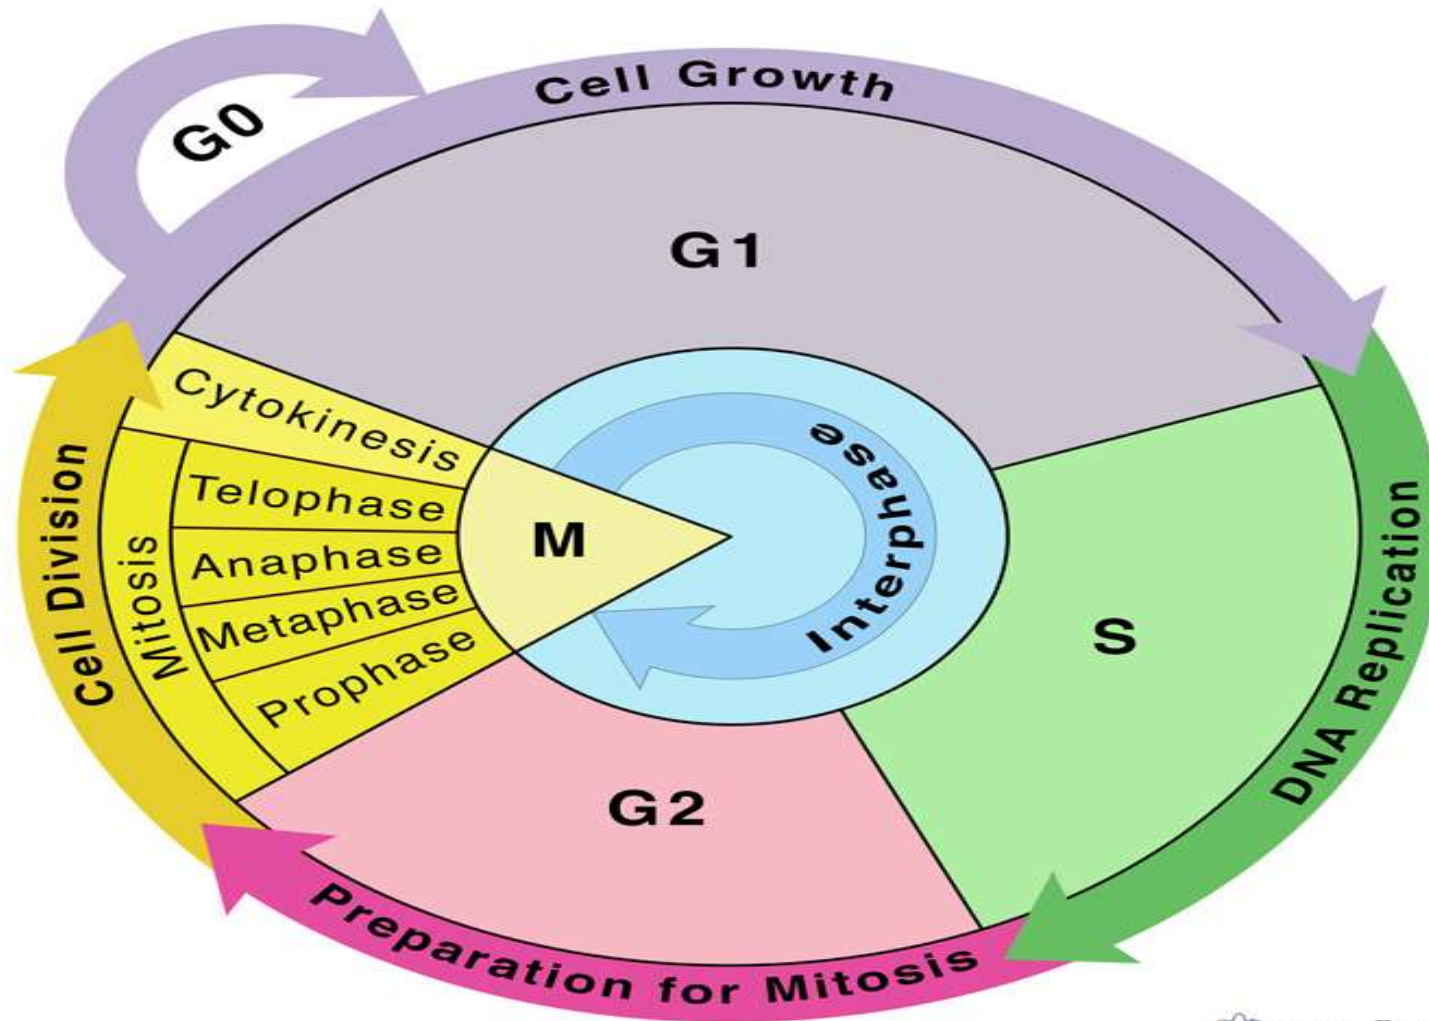 G0
Cell Growth
G1
Interphase
DNA Replication
S
G2
Preparation for Mitosis
M
Cell Division
Mitosis
Cytokinesis
Telophase
Anaphase
Metaphase
Prophase